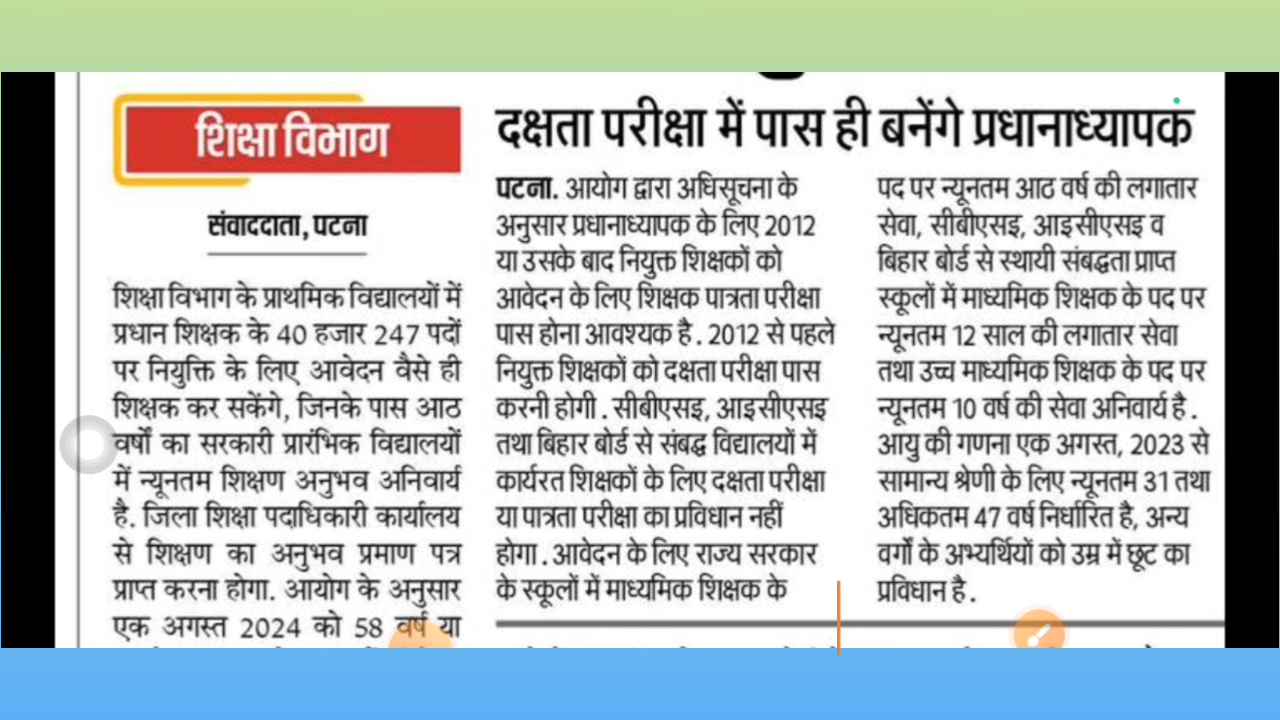 शिक्षा विभाग
संवाददाता, पटना
शिक्षा विभाग के प्राथमिक विद्यालयों में
प्रधान शिक्षक के 40 हजार 247 पदों
पर नियुक्ति के लिए आवेदन वैसे ही
शिक्षक कर सकेंगे, जिनके पास आठ
वर्षों का सरकारी प्रारंभिक विद्यालयों
में न्यूनतम शिक्षण अनुभव अनिवार्य
है. जिला शिक्षा पदाधिकारी कार्यालय
से शिक्षण का अनुभव प्रमाण पत्र
प्राप्त करना होगा. आयोग के अनुसार
एक अगस्त 2024 को 58 वर्ष या
दक्षता परीक्षा में पास ही बनेंगे प्रधानाध्यापक
पटना. आयोग द्वारा अधिसूचना के
अनुसार प्रधानाध्यापक के लिए 2012
या उसके बाद नियुक्त शिक्षकों को
आवेदन के लिए शिक्षक पात्रता परीक्षा
पास होना आवश्यक है. 2012 से पहले
नियुक्त शिक्षकों को दक्षता परीक्षा पास
करनी होगी. सीबीएसइ, आइसीएसइ
तथा बिहार बोर्ड से संबद्ध विद्यालयों में
कार्यरत शिक्षकों के लिए दक्षता परीक्षा
या पात्रता परीक्षा का प्रविधान नहीं
होगा. आवेदन के लिए राज्य सरकार
के स्कूलों में माध्यमिक शिक्षक के
पद पर न्यूनतम आठ वर्ष की लगातार
सेवा, सीबीएसइ, आइसीएसइ व
बिहार बोर्ड से स्थायी संबद्धता प्राप्त
स्कूलों में माध्यमिक शिक्षक के पद पर
न्यूनतम 12 साल की लगातार सेवा
तथा उच्च माध्यमिक शिक्षक के पद पर
न्यूनतम 10 वर्ष की सेवा अनिवार्य है.
आयु की गणना एक अगस्त, 2023 से
सामान्य श्रेणी के लिए न्यूनतम 31 तथा
अधिकतम 47 वर्ष निर्धारित है, अन्य
वर्गों के अभ्यर्थियों को उम्र में छूट का
प्रविधान है.